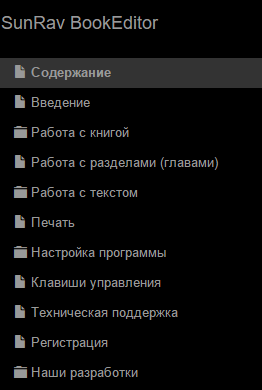 SunRav BookEditor
Содержание
Введение
Работа с книгой
Работа с разделами (главами)
Работа с текстом
Печать
Настройка программы
Клавиши управления
Техническая поддержка
Регистрация
Наши разработки